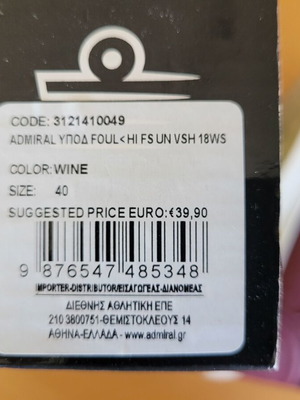 CODE: 3121410049
ADMIRAL ΥΠΟΔ FOUL<HI FS UN VSH 18WS
COLOR:WINE
SIZE: 40
SUGGESTED PRICE EURO:€39,90
9 876547 485348
IMPORTER-DISTRIBUTOR/ΕΙΣΑΓΩΓΕΑΣ-ΔΙΑΝΟΜΕΑΣ
ΔΙΕΘΝΗΣ ΑΘΛΗΤΙΚΗ ΕΠΕ
210 3800751-ΘΕΜΙΣΤΟΚΛΕΟΥΣ 14
ΑΘΗΝΑ-ΕΛΛΑΔΑ - www.admiral.gr